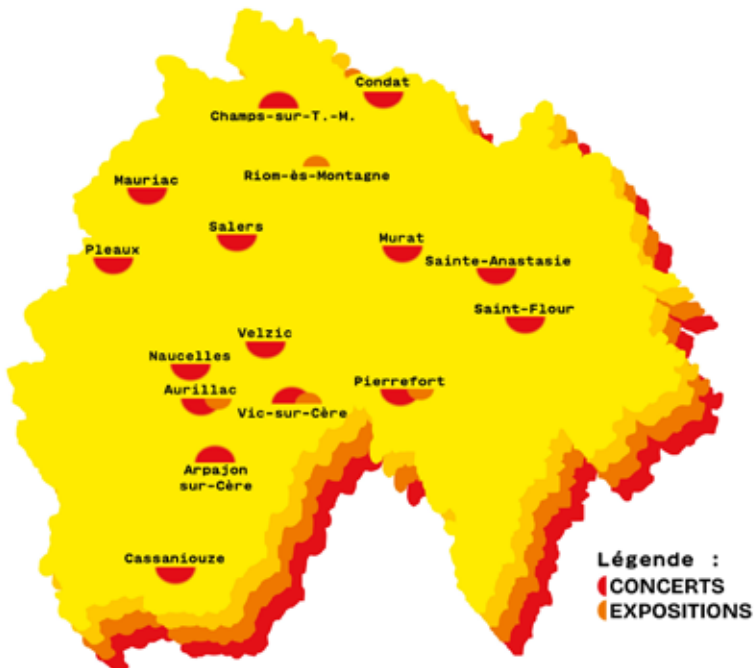 Condat
Champs-sur-T.-M.
Riom-ès-Montagne
Mauriac
Salers
Murat
Pleaux
Sainte-Anastasie
Saint-Flour
Velzic
Naucelles
Aurillac
Vic-sur-Cère
Pierrefort
Arpajon
sur-Cère
Cassaniouze
Légende :
CONCERTS
EXPOSITIONS